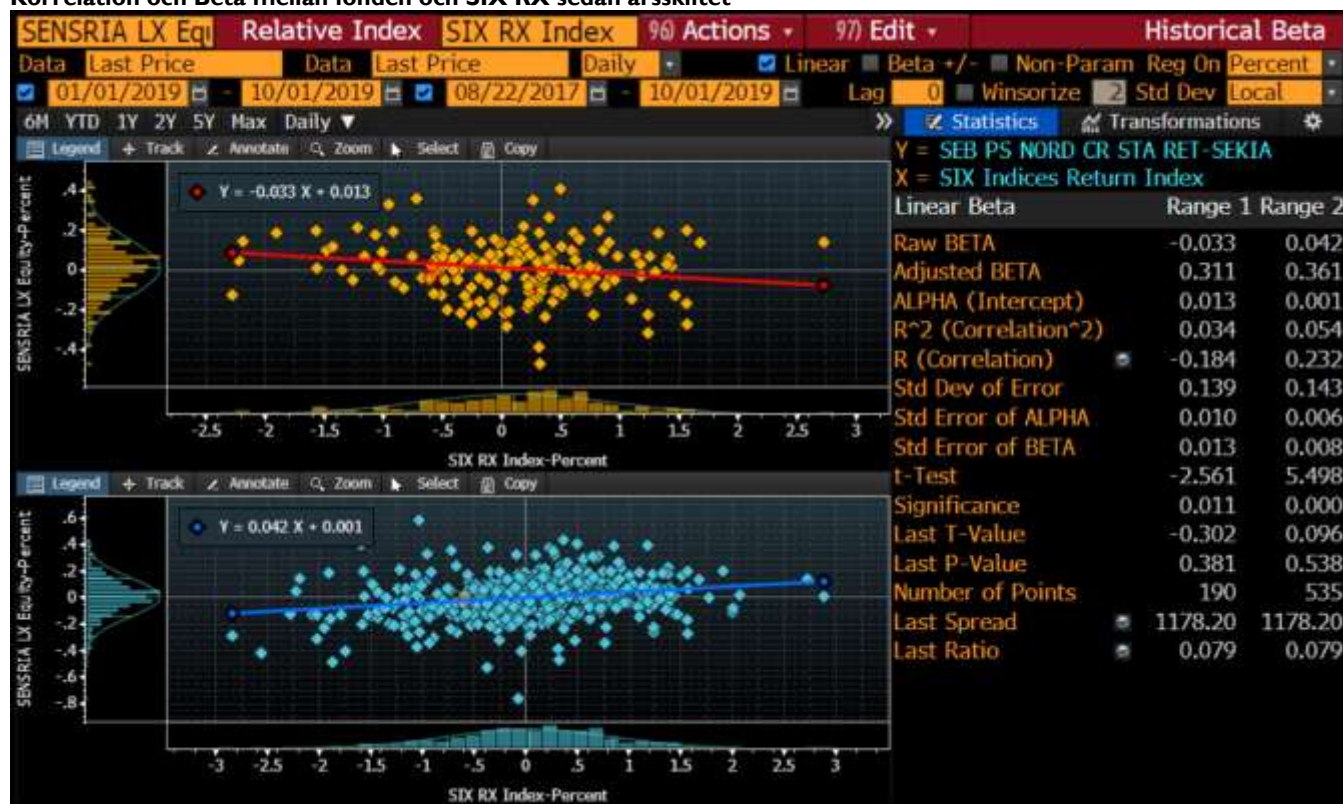 Korrelation och Beta mellan fonden och SIX RX sedan årsskiftet
SENSRIA LX Equi Relative Index SIX RX Index 96) Actions 97) Edit Historical Beta
Data Last Price Data Last Price Daily Linear Beta +/- Non-Param Reg On Percent
01/01/2019 - 10/01/2019 08/22/2017 - 10/01/2019 Lag 0 Winsorize 2 Std Dev Local
6M YTD 1Y 2Y 5Y Max Daily ▼ » Statistics Transformations
Legend + Track Annotate Zoom Select Copy
Y = SEB PS NORD CR STA RET-SEKIA
X = SIX Indices Return Index
Linear Beta Range 1 Range 2
Raw BETA -0.033 0.042
Adjusted BETA 0.311 0.361
ALPHA (Intercept) 0.013 0.001
R^2 (Correlation^2) 0.034 0.054
R (Correlation) -0.184 0.232
Std Dev of Error 0.139 0.143
Std Error of ALPHA 0.010 0.006
Std Error of BETA 0.013 0.008
t-Test -2.561 5.498
Significance 0.011 0.000
Last T-Value -0.302 0.096
Last P-Value 0.381 0.538
Number of Points 190 535
Last Spread 1178.20 1178.20
Last Ratio 0.079 0.079
Y = -0.033 X + 0.013
SENSRIA LX Equity-Percent
.4
.2
0
-.2
-.4
-2.5 -2 -1.5 -1 -.5 0 .5 1 1.5 2 2.5 3
SIX RX Index-Percent
Legend + Track Annotate Zoom Select Copy
Y = 0.042 X + 0.001
SENSRIA LX Equity-Percent
.6
.4
.2
0
-.2
-.4
-.6
-.8
-3 -2.5 -2 -1.5 -1 -.5 0 .5 1 1.5 2 2.5 3
SIX RX Index-Percent